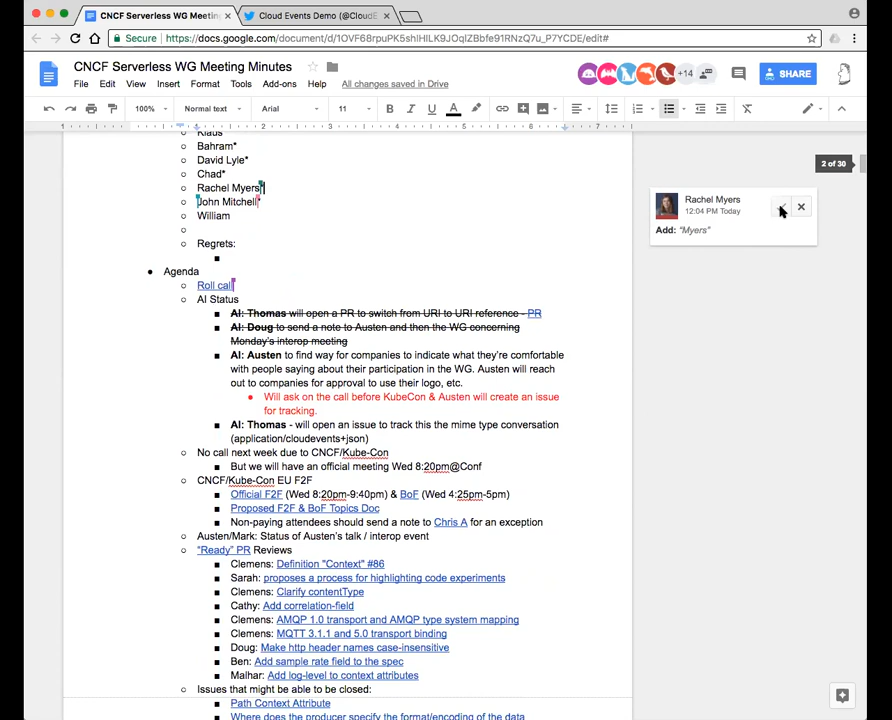 CNCF Serverless WG Meetin
Cloud Events Demo (@CloudE
Secure
https://docs.google.com/document/d/1OVF68rpuPK5shIHLK9JOqIZBbfe91RNzQ7u_P7YCDE/edit#
CNCF Serverless WG Meeting Minutes
File Edit View Insert Format Tools Add-ons Help All changes saved in Drive
+14
SHARE
100% Normal text Arial 11
1 1 2 3 4 5 6 7
Klaus
Bahram*
David Lyle*
Chad*
Rachel Myers*
John Mitchell*
William
Regrets:
Agenda
Roll call
AI Status
AI: Thomas will open a PR to switch from URI to URI reference - PR
AI: Doug to send a note to Austen and then the WG concerning
Monday's interop meeting
AI: Austen to find way for companies to indicate what they're comfortable
with people saying about their participation in the WG. Austen will reach
out to companies for approval to use their logo, etc.
Will ask on the call before KubeCon & Austen will create an issue
for tracking.
AI: Thomas - will open an issue to track this the mime type conversation
(application/cloudevents+json)
No call next week due to CNCF/Kube-Con
But we will have an official meeting Wed 8:20pm@Conf
CNCF/Kube-Con EU F2F
Official F2F (Wed 8:20pm-9:40pm) & BoF (Wed 4:25pm-5pm)
Proposed F2F & BoF Topics Doc
Non-paying attendees should send a note to Chris A for an exception
Austen/Mark: Status of Austen's talk / interop event
"Ready" PR Reviews
Clemens: Definition "Context" #86
Sarah: proposes a process for highlighting code experiments
Clemens: Clarify contentType
Cathy: Add correlation-field
Clemens: AMQP 1.0 transport and AMQP type system mapping
Clemens: MQTT 3.1.1 and 5.0 transport binding
Doug: Make http header names case-insensitive
Ben: Add sample rate field to the spec
Malhar: Add log-level to context attributes
Issues that might be able to be closed:
Path Context Attribute
Where does the producer specify the format/encoding of the data
2 of 30
Rachel Myers
12:04 PM Today
Add: "Myers"